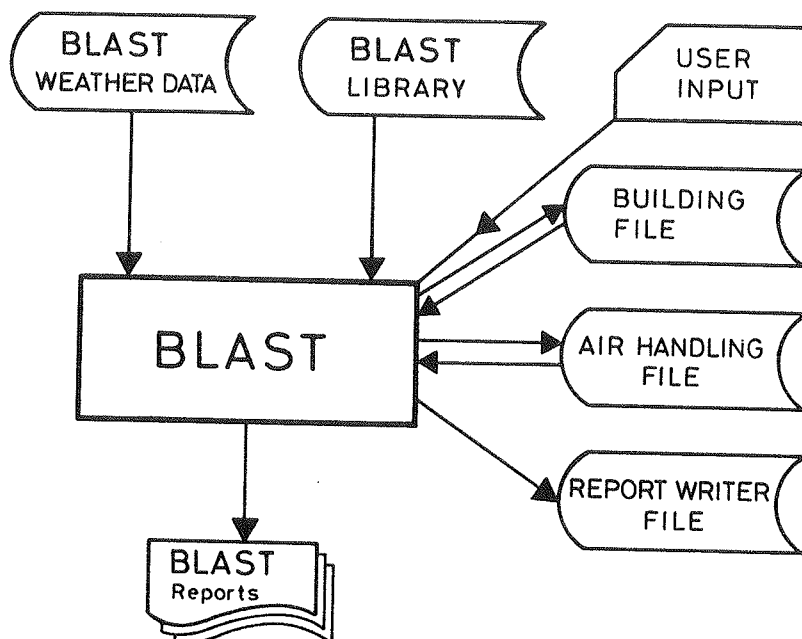 BLAST
WEATHER DATA
BLAST
LIBRARY
USER
INPUT
BUILDING
FILE
BLAST
AIR HANDLING
FILE
REPORT WRITER
FILE
BLAST
Reports